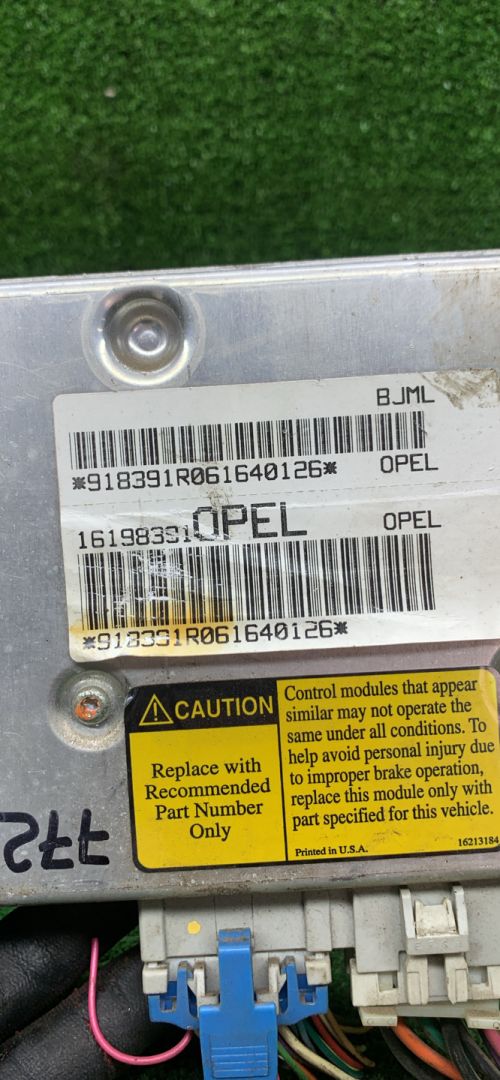 BJML
*918391R061640126* OPEL
16198391 OPEL OPEL
*918391R061640126*
CAUTION
Replace with
Recommended
Part Number
Only
Control modules that appear
similar may not operate the
same under all conditions. To
help avoid personal injury due
to improper brake operation,
replace this module only with
part specified for this vehicle.
Printed in U.S.A. 16213184
772